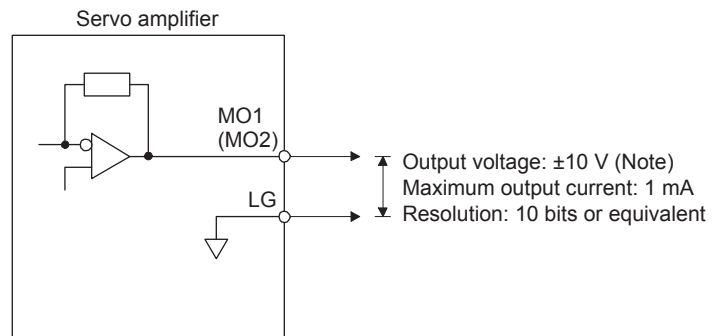 Servo amplifier
MO1
(MO2)
LG
Output voltage: ±10 V (Note)
Maximum output current: 1 mA
Resolution: 10 bits or equivalent